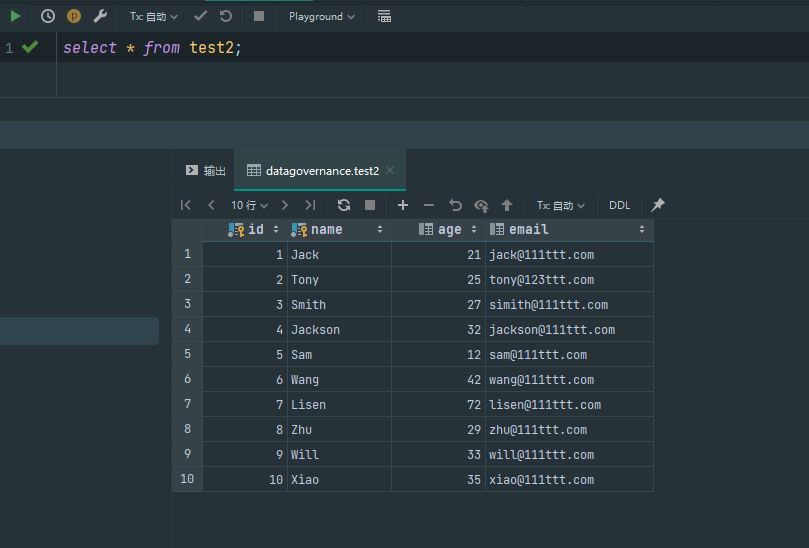 Tx: 自动 Playground
1 select * from test2;
输出 datagovernance.test2
10 行 Tx: 自动 DDL
id name age email
1 1 Jack 21 jack@111ttt.com
2 2 Tony 25 tony@123ttt.com
3 3 Smith 27 simith@111ttt.com
4 4 Jackson 32 jackson@111ttt.com
5 5 Sam 12 sam@111ttt.com
6 6 Wang 42 wang@111ttt.com
7 7 Lisen 72 lisen@111ttt.com
8 8 Zhu 29 zhu@111ttt.com
9 9 Will 33 will@111ttt.com
10 10 Xiao 35 xiao@111ttt.com